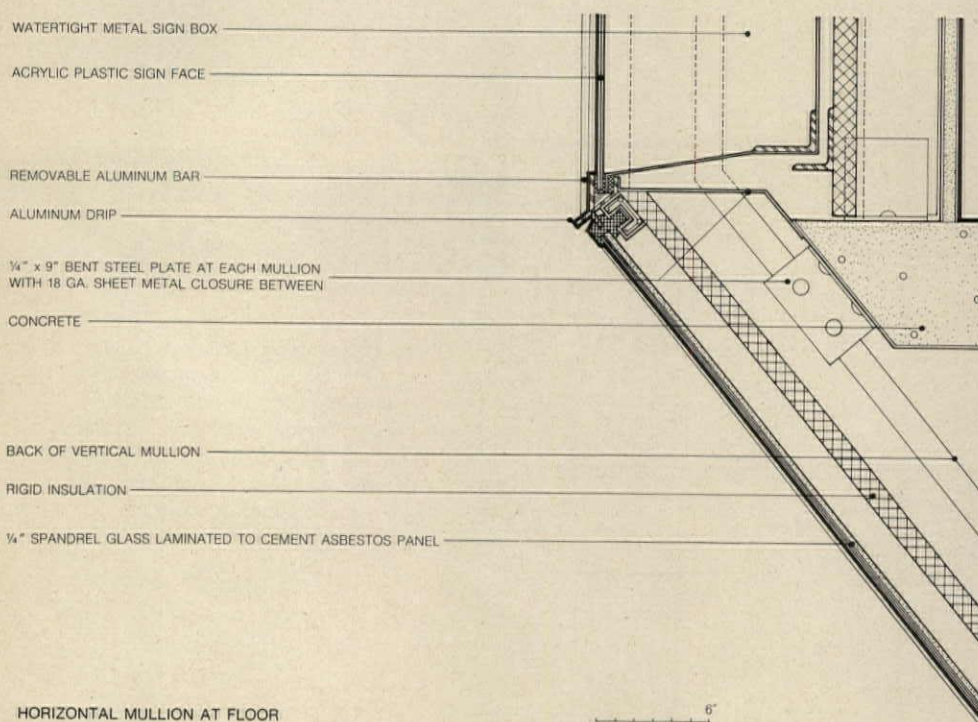 WATERTIGHT METAL SIGN BOX
ACRYLIC PLASTIC SIGN FACE
REMOVABLE ALUMINUM BAR
ALUMINUM DRIP
¼" x 9" BENT STEEL PLATE AT EACH MULLION
WITH 18 GA. SHEET METAL CLOSURE BETWEEN
CONCRETE
BACK OF VERTICAL MULLION
RIGID INSULATION
¼" SPANDREL GLASS LAMINATED TO CEMENT ASBESTOS PANEL
HORIZONTAL MULLION AT FLOOR
6"